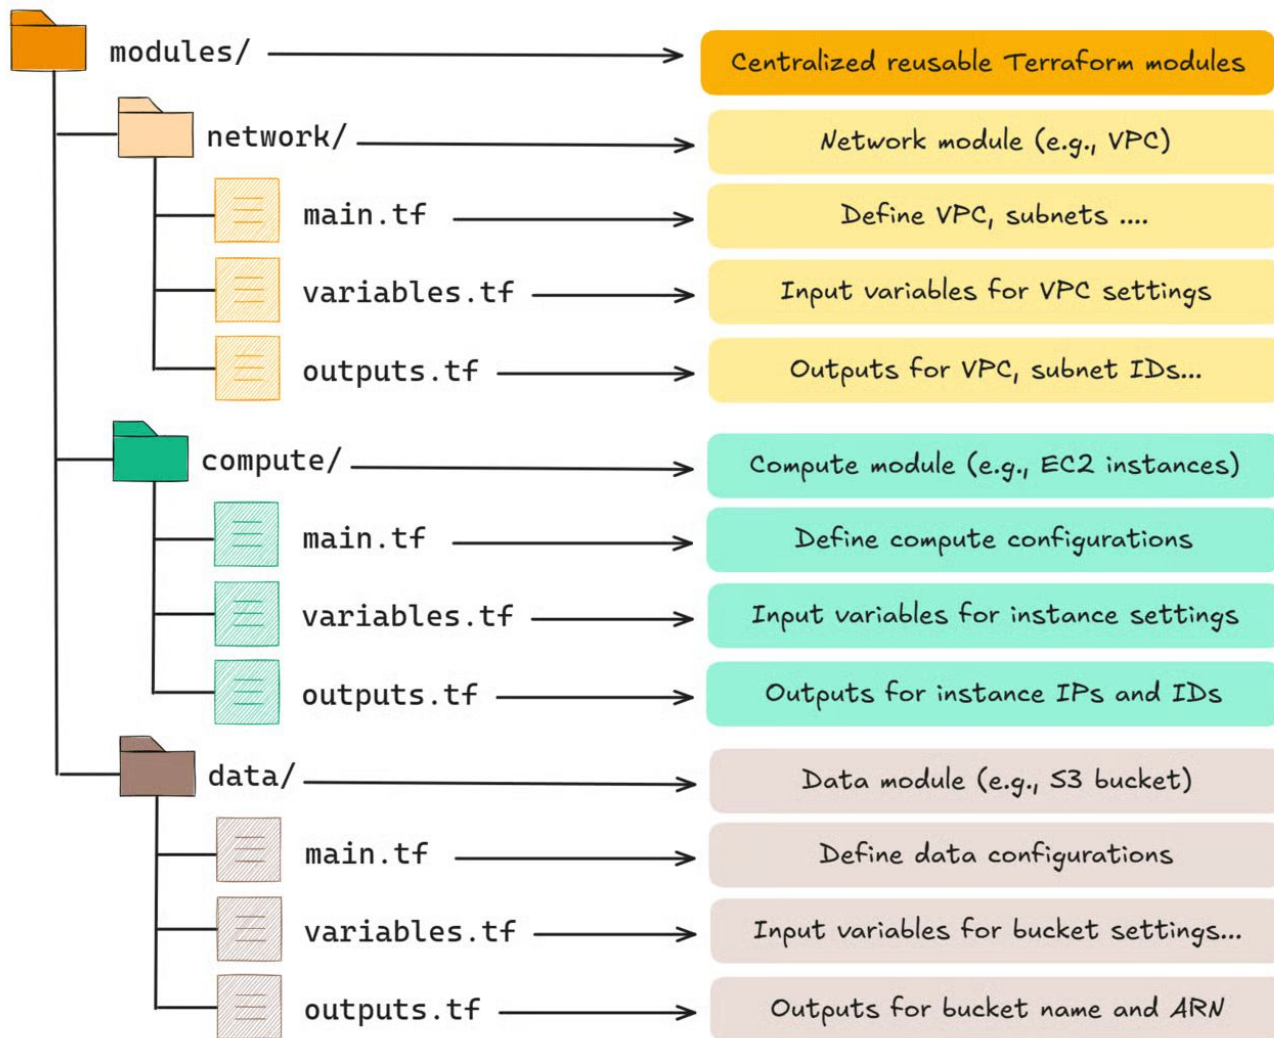 modules/
Centralized reusable Terraform modules
network/
Network module (e.g., VPC)
main.tf
Define VPC, subnets ....
variables.tf
Input variables for VPC settings
outputs.tf
Outputs for VPC, subnet IDs...
compute/
Compute module (e.g., EC2 instances)
main.tf
Define compute configurations
variables.tf
Input variables for instance settings
outputs.tf
Outputs for instance IPs and IDs
data/
Data module (e.g., S3 bucket)
main.tf
Define data configurations
variables.tf
Input variables for bucket settings...
outputs.tf
Outputs for bucket name and ARN